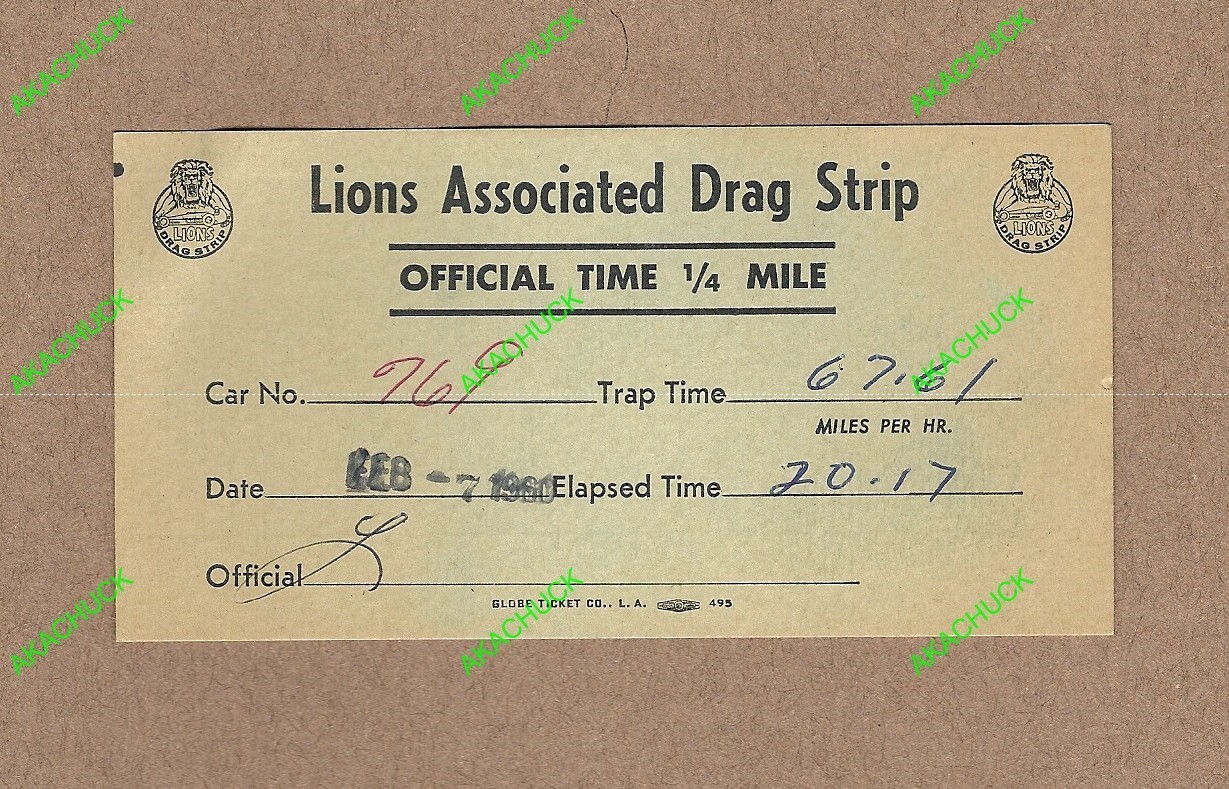 AKACHUCK AKACHUCK AKACHUCK
Lions Associated Drag Strip
LIONS DRAG STRIP
LIONS DRAG STRIP
OFFICIAL TIME 1/4 MILE
AKACHUCK AKACHUCK AKACHUCK
Car No. Trap Time 67.61
MILES PER HR.
Date FEB -7 1960 Elapsed Time 20.17
Official
GLOBE TICKET CO., L. A. 495
AKACHUCK AKACHUCK AKACHUCK